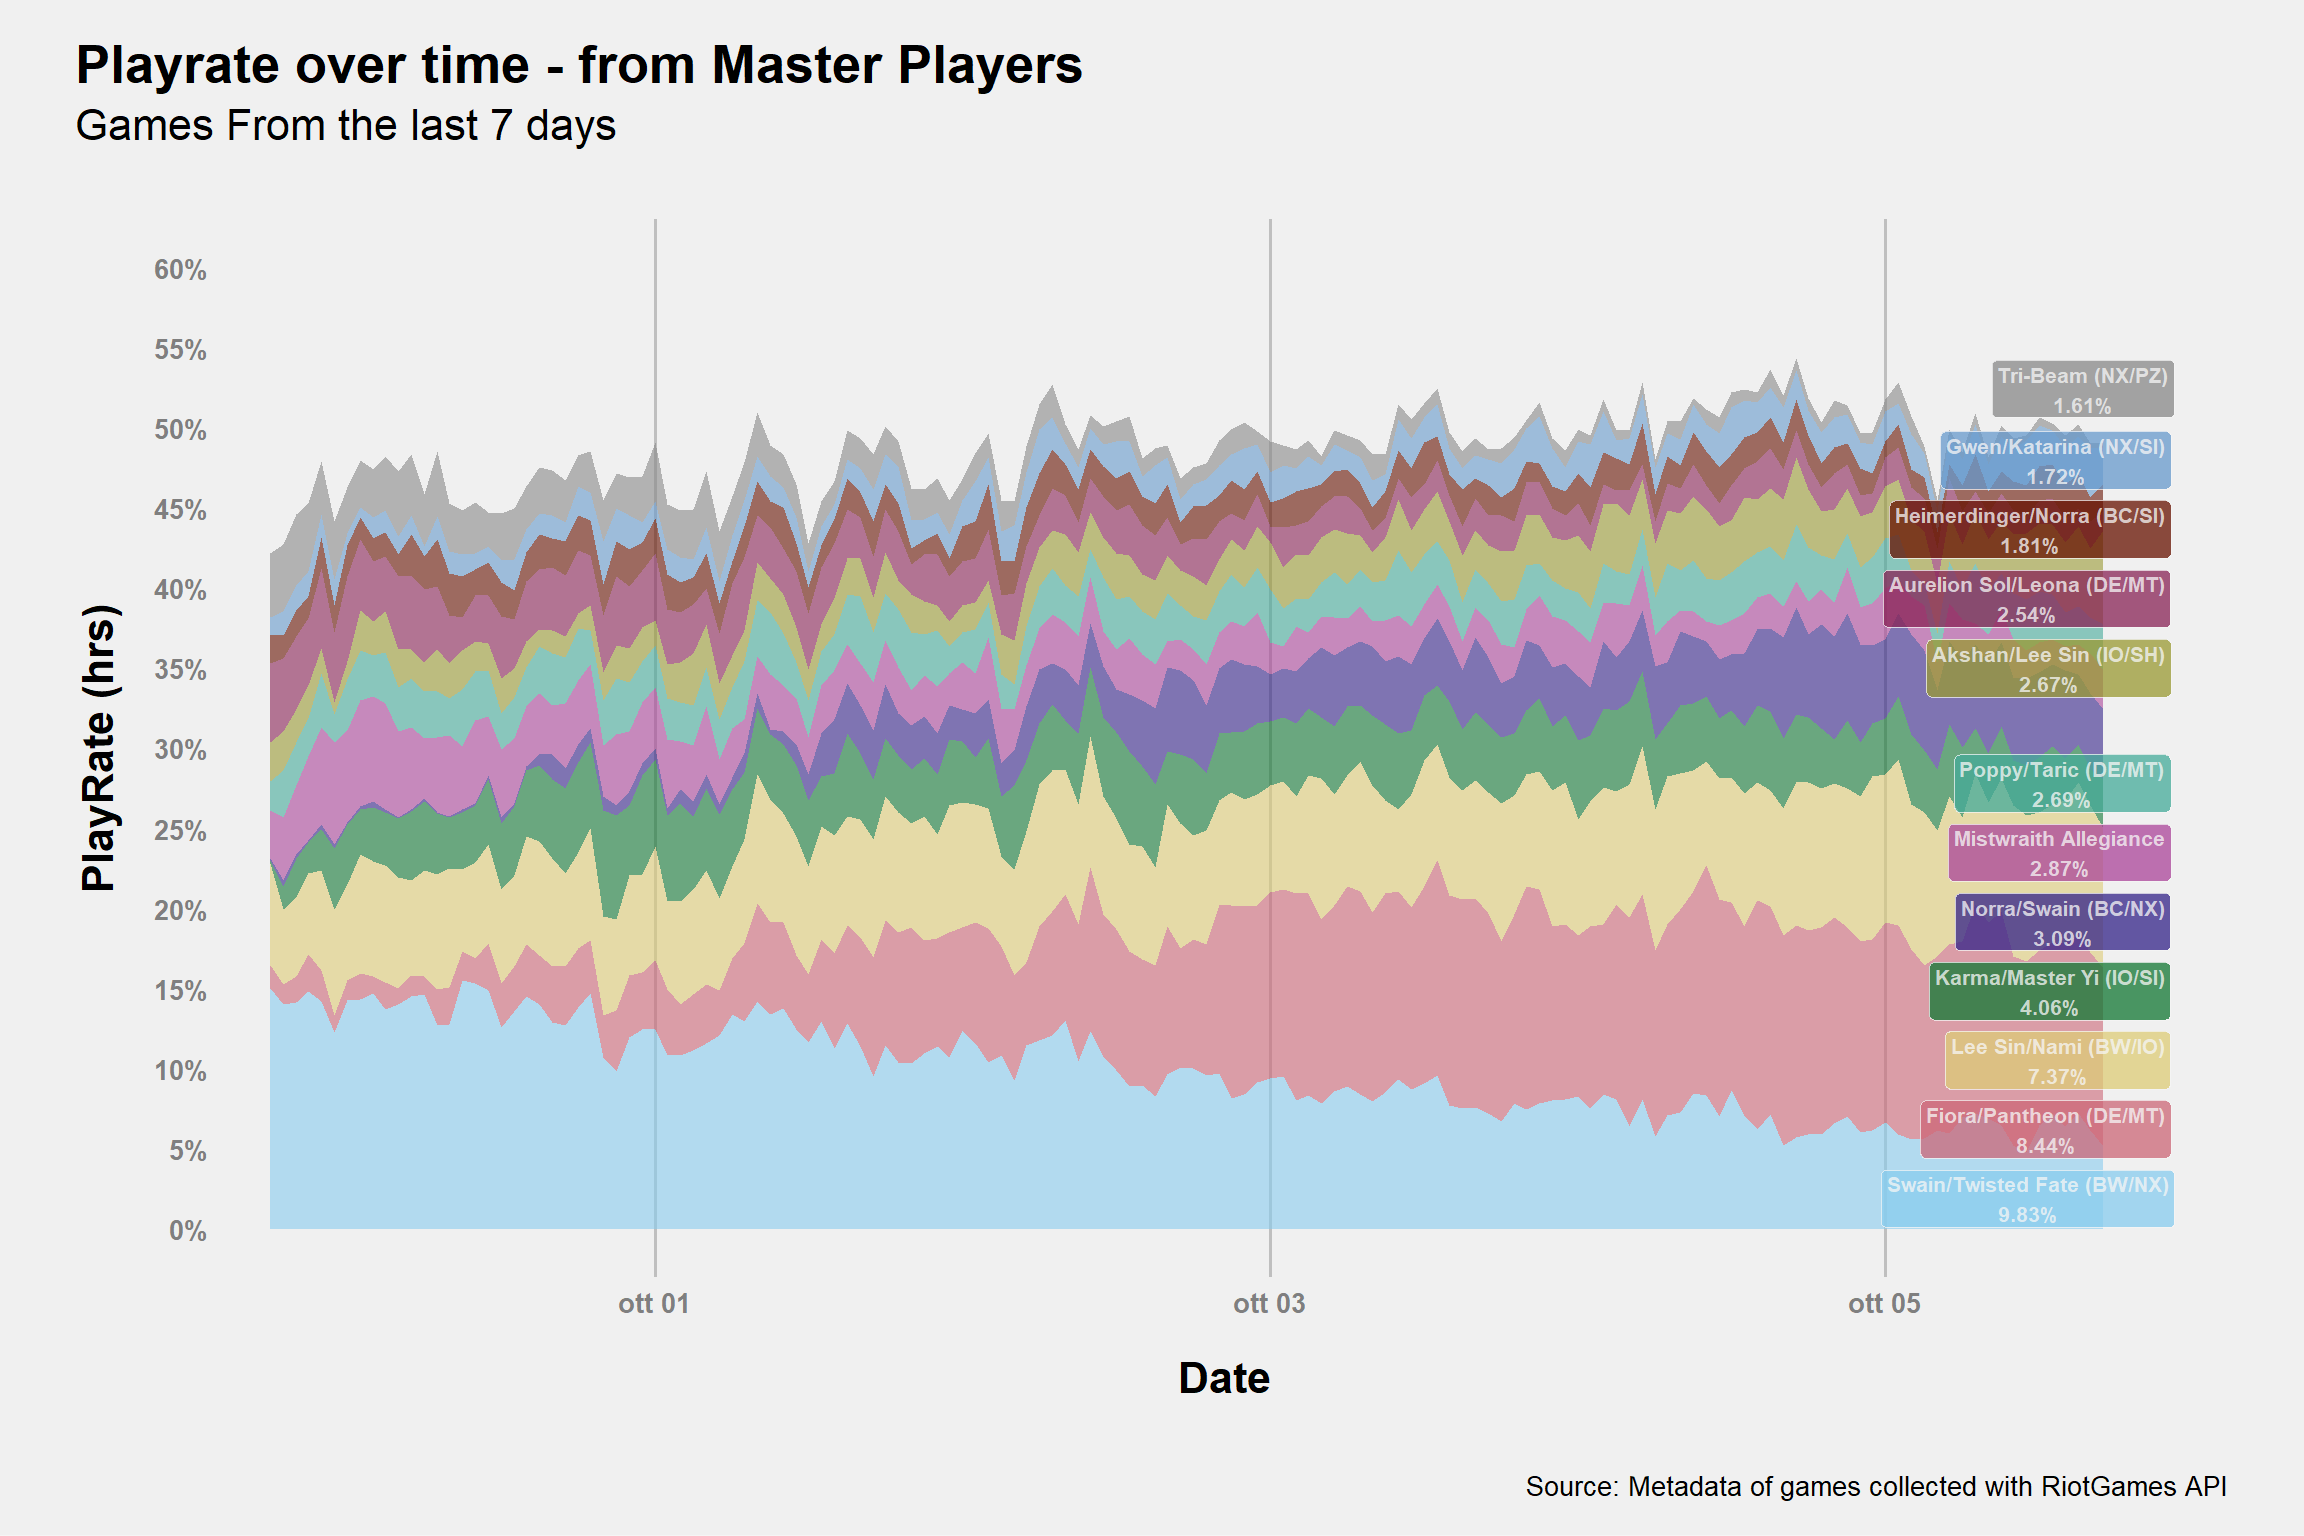 Playrate over time - from Master Players
Games From the last 7 days
PlayRate (hrs)
60%
55%
50%
45%
40%
35%
30%
25%
20%
15%
10%
5%
0%
Tri-Beam (NX/PZ)
1.61%
Gwen/Katarina (NX/SI)
1.72%
Heimerdinger/Norra (BC/SI)
1.81%
Aurelion Sol/Leona (DE/MT)
2.54%
Akshan/Lee Sin (IO/SH)
2.67%
Poppy/Taric (DE/MT)
2.69%
Mistwraith Allegiance
2.87%
Norra/Swain (BC/NX)
3.09%
Karma/Master Yi (IO/SI)
4.06%
Lee Sin/Nami (BW/IO)
7.37%
Fiora/Pantheon (DE/MT)
8.44%
Swain/Twisted Fate (BW/NX)
9.83%
ott 01
ott 03
ott 05
Date
Source: Metadata of games collected with RiotGames API